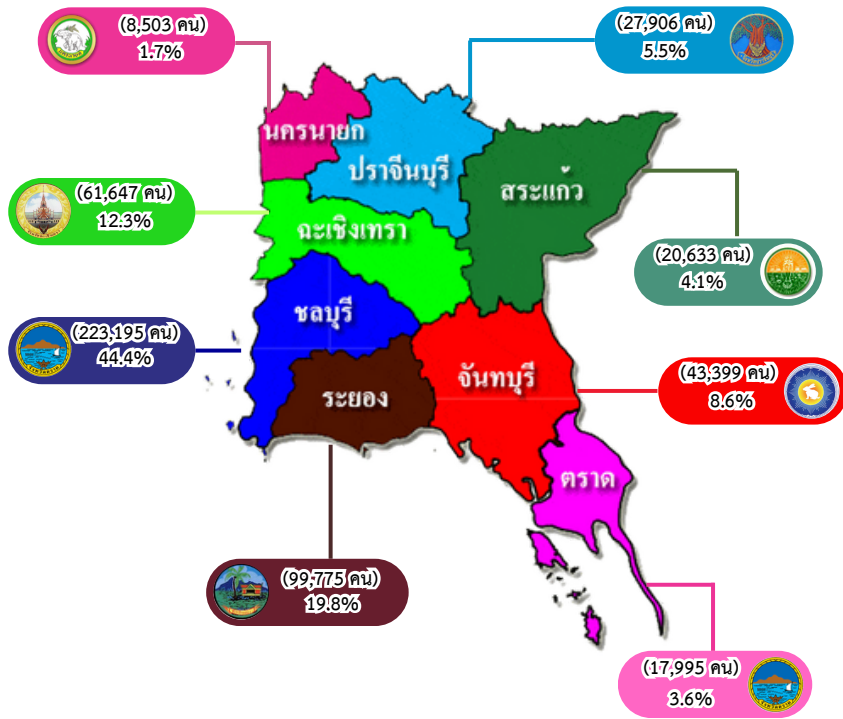 (8,503 คน)
1.7%
(27,906 คน)
5.5%
นครนายก
ปราจีนบุรี
สระแก้ว
(61,647 คน)
12.3%
ฉะเชิงเทรา
(20,633 คน)
4.1%
ชลบุรี
(223,195 คน)
44.4%
จันทบุรี
(43,399 คน)
8.6%
ระยอง
ตราด
(99,775 คน)
19.8%
(17,995 คน)
3.6%